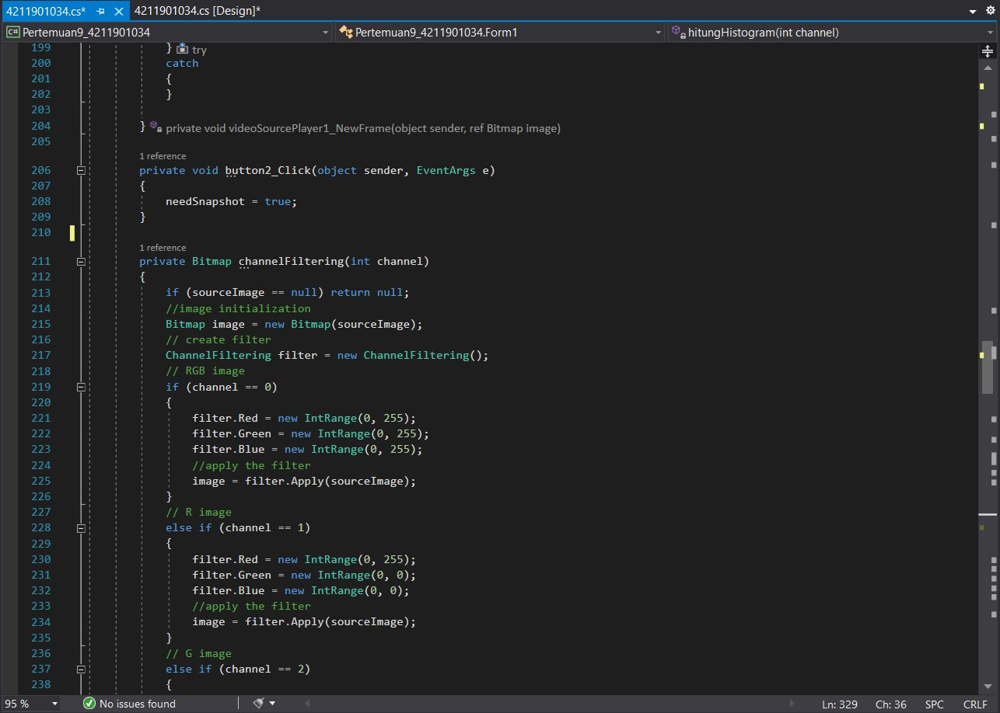 4211901034.cs* 4211901034.cs [Design]*
C# Pertemuan9_4211901034 Pertemuan9_4211901034.Form1 hitungHistogram(int channel)
199 } try
200 catch
201 {
202 }
203
204 } private void videoSourcePlayer1_NewFrame(object sender, ref Bitmap image)
205
1 reference
206 private void button2_Click(object sender, EventArgs e)
207 {
208 needSnapshot = true;
209 }
210
1 reference
211 private Bitmap channelFiltering(int channel)
212 {
213 if (sourceImage == null) return null;
214 //image initialization
215 Bitmap image = new Bitmap(sourceImage);
216 // create filter
217 ChannelFiltering filter = new ChannelFiltering();
218 // RGB image
219 if (channel == 0)
220 {
221 filter.Red = new IntRange(0, 255);
222 filter.Green = new IntRange(0, 255);
223 filter.Blue = new IntRange(0, 255);
224 //apply the filter
225 image = filter.Apply(sourceImage);
226 }
227 // R image
228 else if (channel == 1)
229 {
230 filter.Red = new IntRange(0, 255);
231 filter.Green = new IntRange(0, 0);
232 filter.Blue = new IntRange(0, 0);
233 //apply the filter
234 image = filter.Apply(sourceImage);
235 }
236 // G image
237 else if (channel == 2)
238 {
95 % No issues found Ln: 329 Ch: 36 SPC CRLF